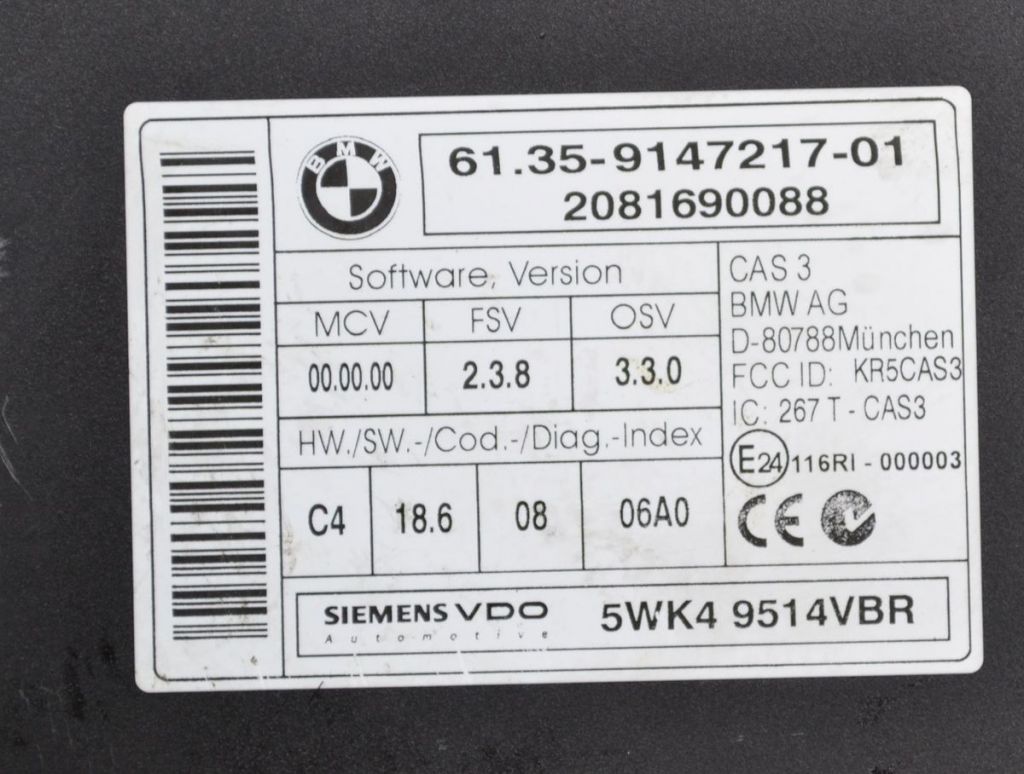 BMW
61.35-9147217-01
2081690088
Software, Version
MCV FSV OSV
00.00.00 2.3.8 3.3.0
HW./SW.-/Cod.-/Diag.-Index
C4 18.6 08 06A0
CAS 3
BMW AG
D-80788München
FCC ID: KR5CAS3
IC: 267 T - CAS3
E24 116RI - 000003
CE
SIEMENS VDO
Automotive
5WK4 9514VBR